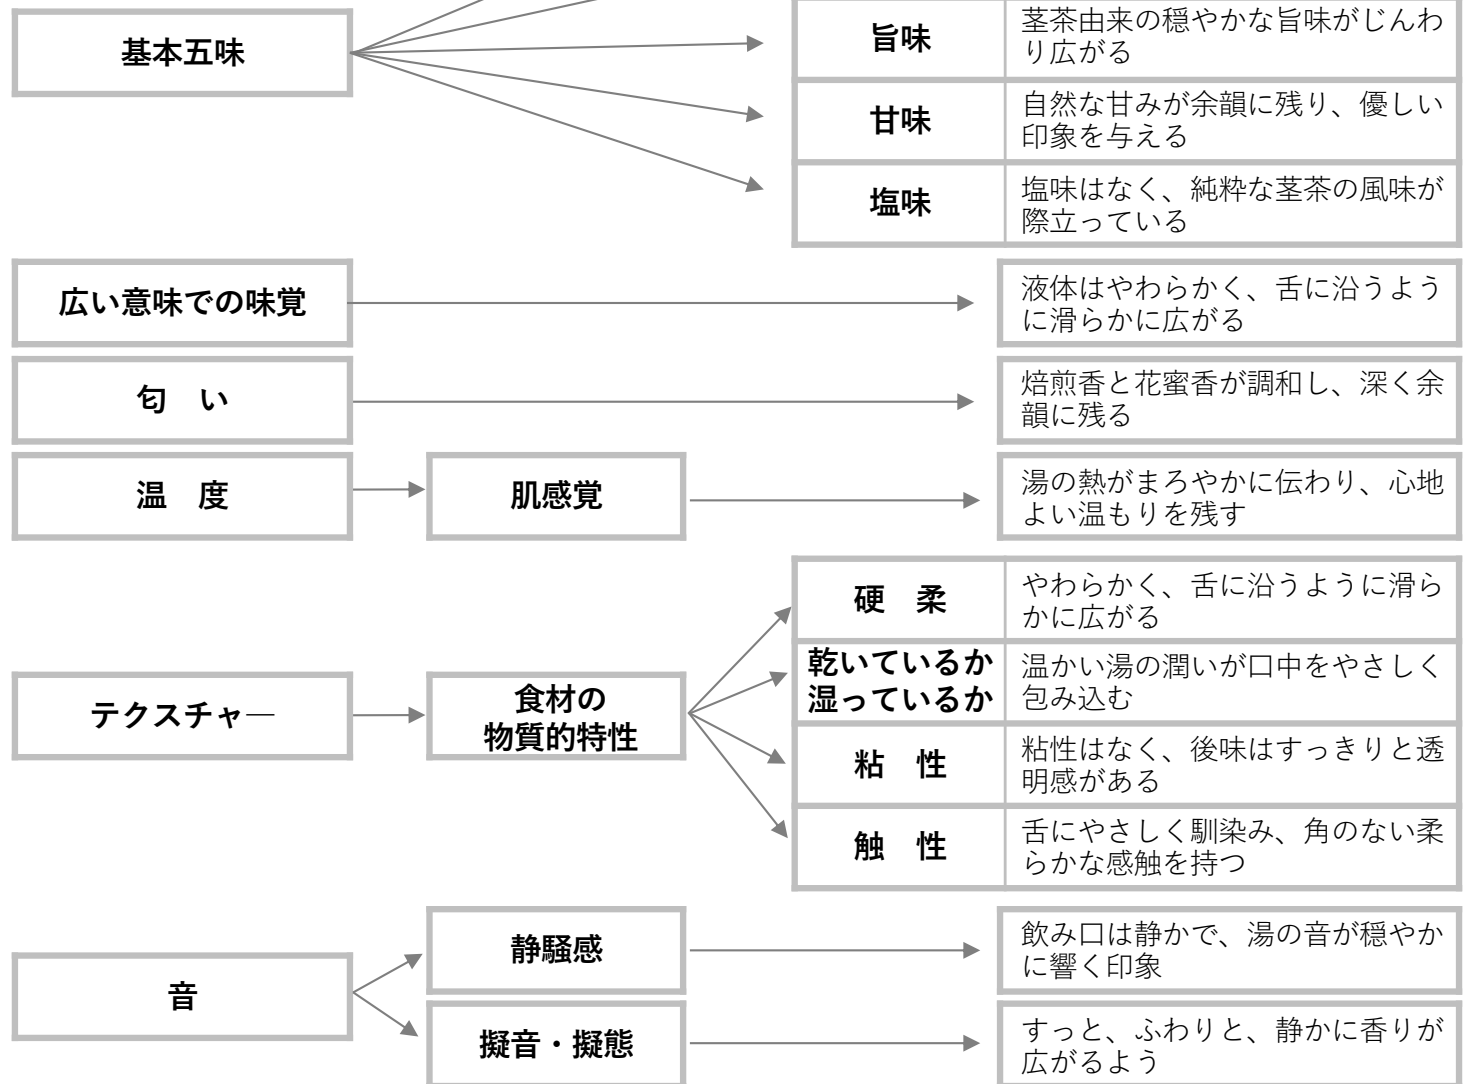 基本五味
旨味
茎茶由来の穏やかな旨味がじんわ
り広がる
甘味
自然な甘みが余韻に残り、優しい
印象を与える
塩味
塩味はなく、純粋な茎茶の風味が
際立っている
広い意味での味覚
液体はやわらかく、舌に沿うよう
に滑らかに広がる
匂　い
焙煎香と花蜜香が調和し、深く余
韻に残る
温　度
肌感覚
湯の熱がまろやかに伝わり、心地
よい温もりを残す
テクスチャ―
食材の
物質的特性
硬　柔
やわらかく、舌に沿うように滑ら
かに広がる
乾いているか
湿っているか
温かい湯の潤いが口中をやさしく
包み込む
粘　性
粘性はなく、後味はすっきりと透
明感がある
触　性
舌にやさしく馴染み、角のない柔
らかな感触を持つ
音
静騒感
飲み口は静かで、湯の音が穏やか
に響く印象
擬音・擬態
すっと、ふわりと、静かに香りが
広がるよう